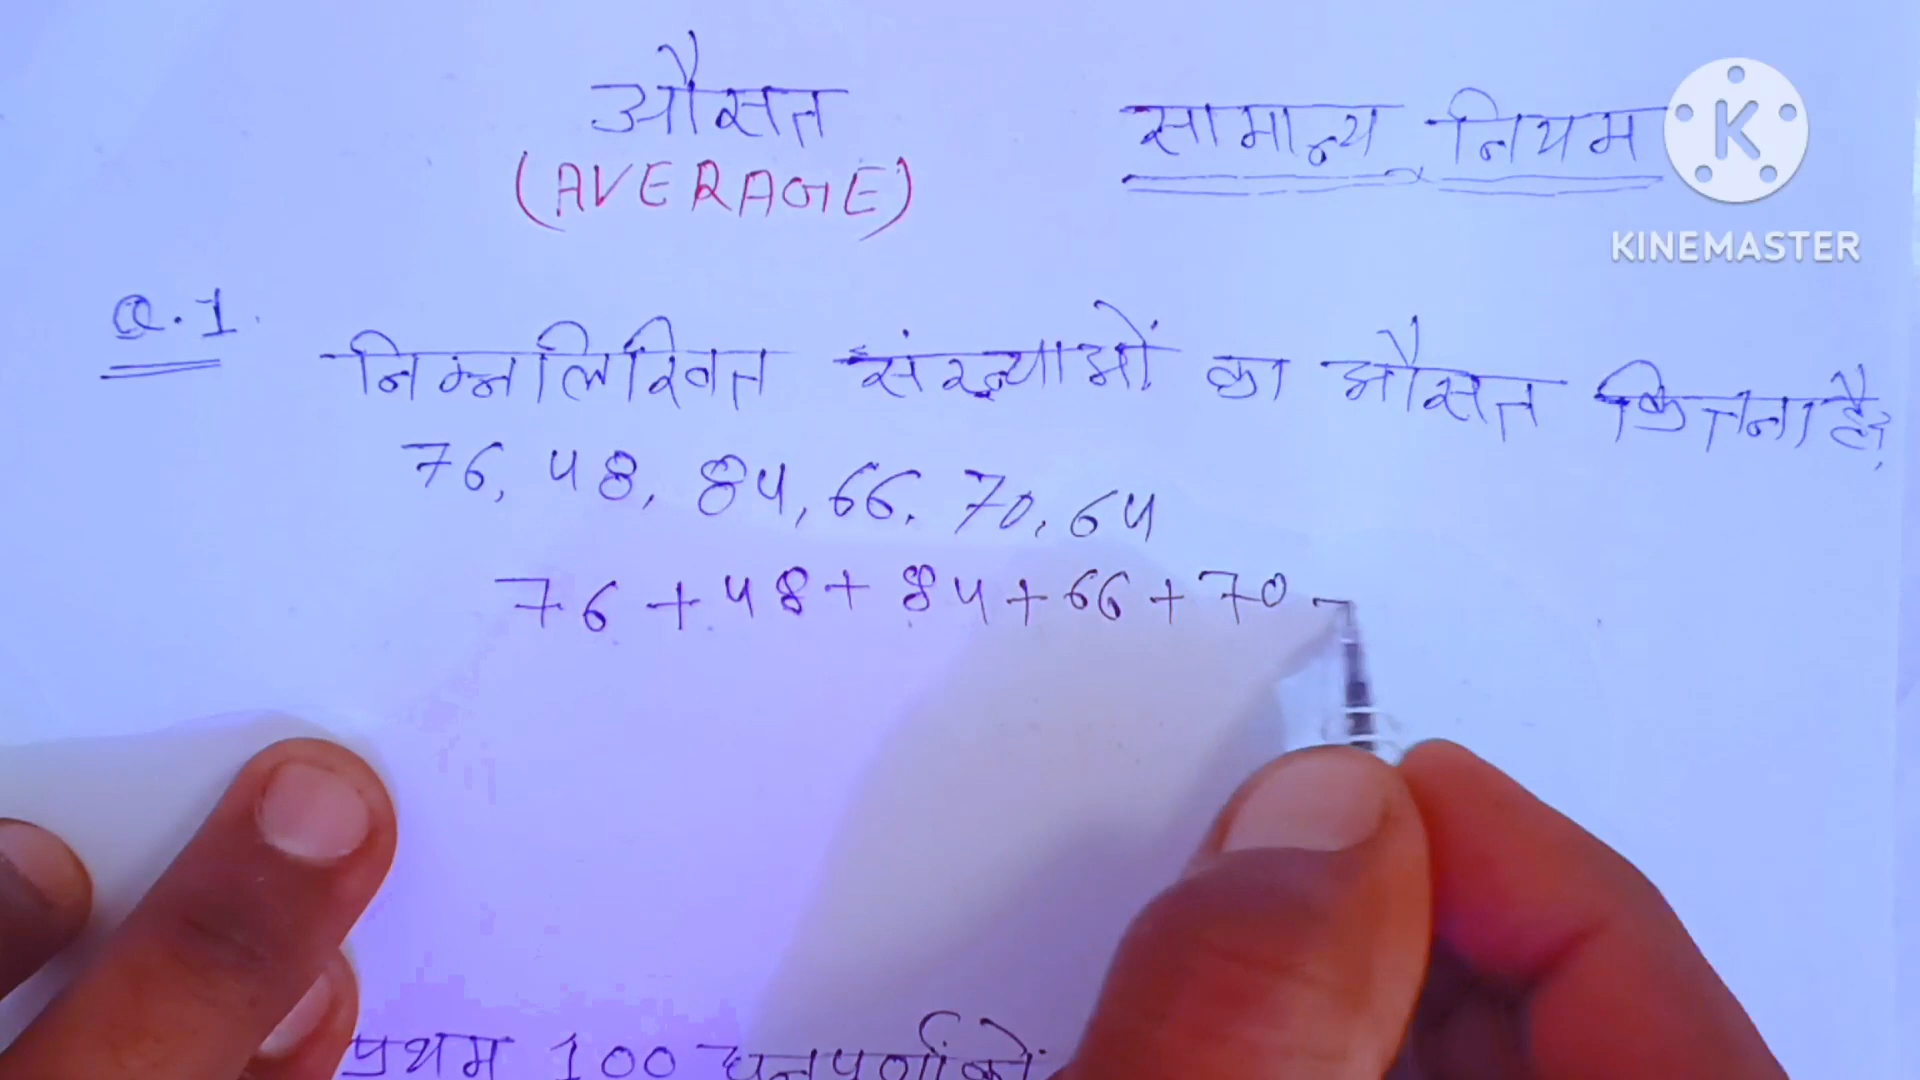 औसत
(AVERAGE)
सामान्य नियम
K
KINEMASTER
Q.1.
निम्नलिखित संख्याओं का औसत कितना है?
76, 48, 84, 66, 70, 64
76 + 48 + 84 + 66 + 70 -
प्रथम 100 घनपूर्णांकों